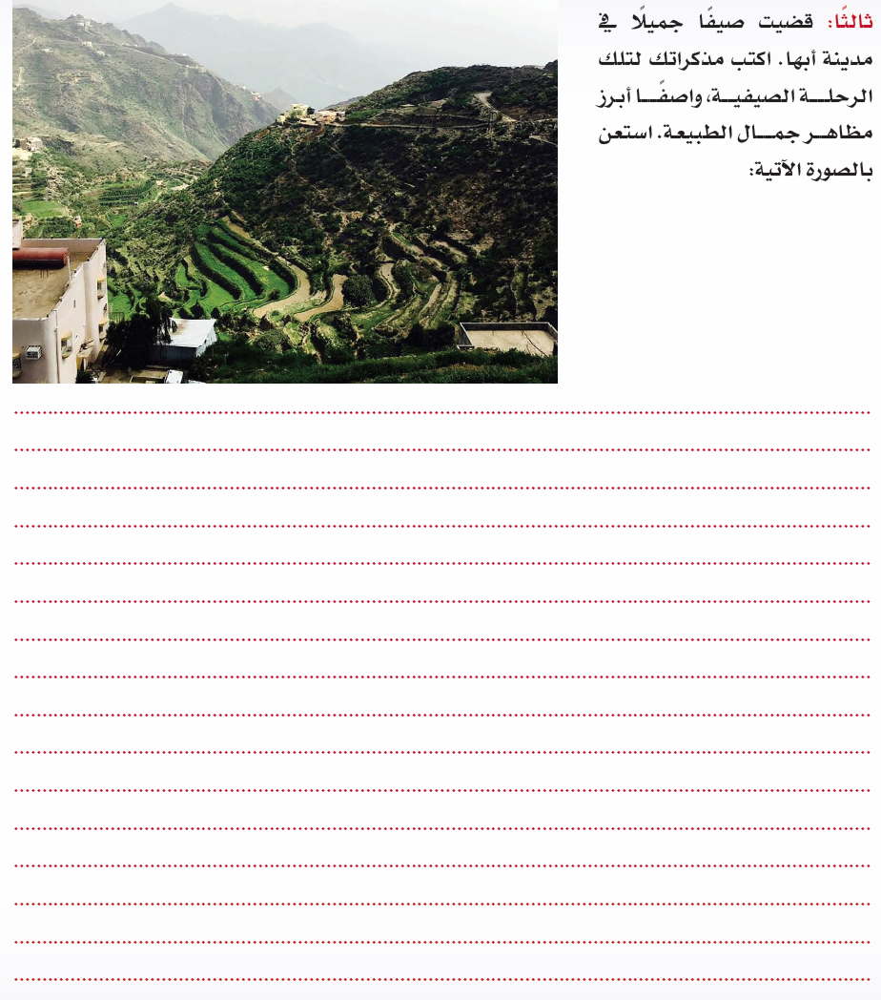 ثالثًا: قضيت صيفًا جميلًا في
مدينة أبها. اكتب مذكراتك لتلك
الرحلة الصيفية، واصفًا أبرز
مظاهر جمال الطبيعة. استعن
بالصورة الآتية: